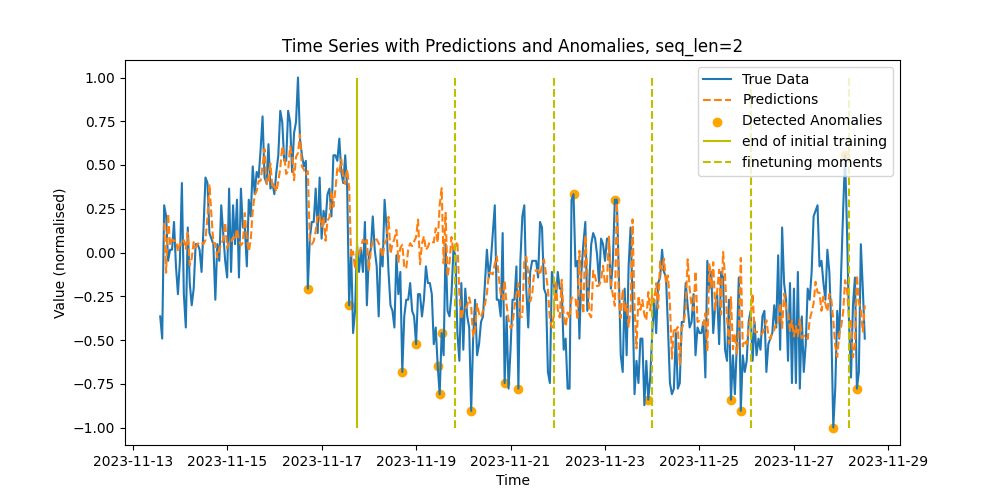 Time Series with Predictions and Anomalies, seq_len=2
Value (normalised)
1.00
0.75
0.50
0.25
0.00
−0.25
−0.50
−0.75
−1.00
True Data
Predictions
Detected Anomalies
end of initial training
finetuning moments
2023-11-13 2023-11-15 2023-11-17 2023-11-19 2023-11-21 2023-11-23 2023-11-25 2023-11-27 2023-11-29
Time